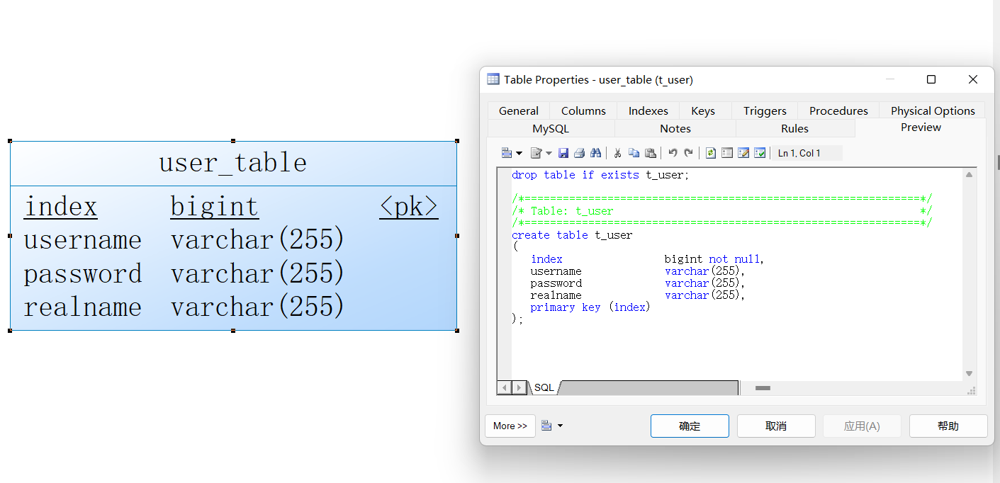 user_table
index bigint <pk>
username varchar(255)
password varchar(255)
realname varchar(255)
Table Properties - user_table (t_user)
General Columns Indexes Keys Triggers Procedures Physical Options
MySQL Notes Rules Preview
Ln 1, Col 1
drop table if exists t_user;
/*==============================================================*/
/* Table: t_user                                                */
/*==============================================================*/
create table t_user
(
   index                bigint not null,
   username             varchar(255),
   password             varchar(255),
   realname             varchar(255),
   primary key (index)
);
SQL
More >> 确定 取消 应用(A) 帮助